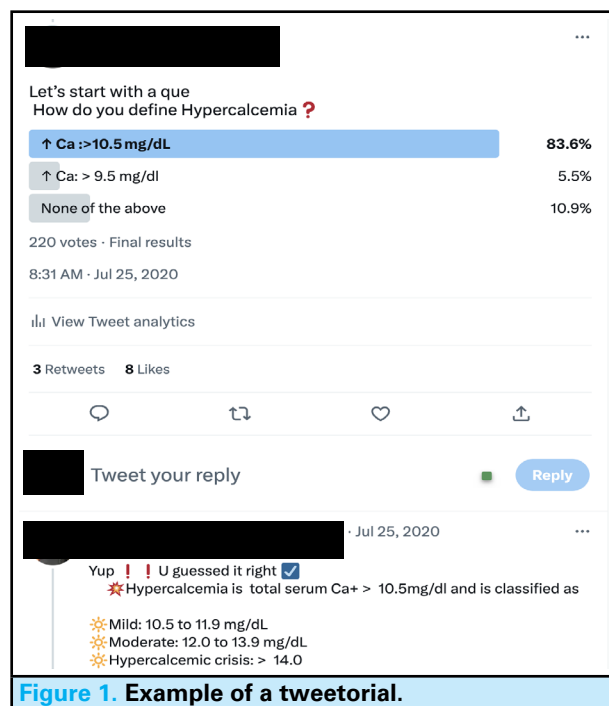 Let's start with a que
How do you define Hypercalcemia ❓
↑ Ca :>10.5 mg/dL 83.6%
↑ Ca: > 9.5 mg/dl 5.5%
None of the above 10.9%
220 votes · Final results
8:31 AM · Jul 25, 2020
View Tweet analytics
3 Retweets 8 Likes
Tweet your reply Reply
· Jul 25, 2020
Yup ❗ ❗ U guessed it right ☑️
💥Hypercalcemia is total serum Ca+ > 10.5mg/dl and is classified as
🔆Mild: 10.5 to 11.9 mg/dL
🔆Moderate: 12.0 to 13.9 mg/dL
🔆Hypercalcemic crisis: > 14.0
Figure 1. Example of a tweetorial.